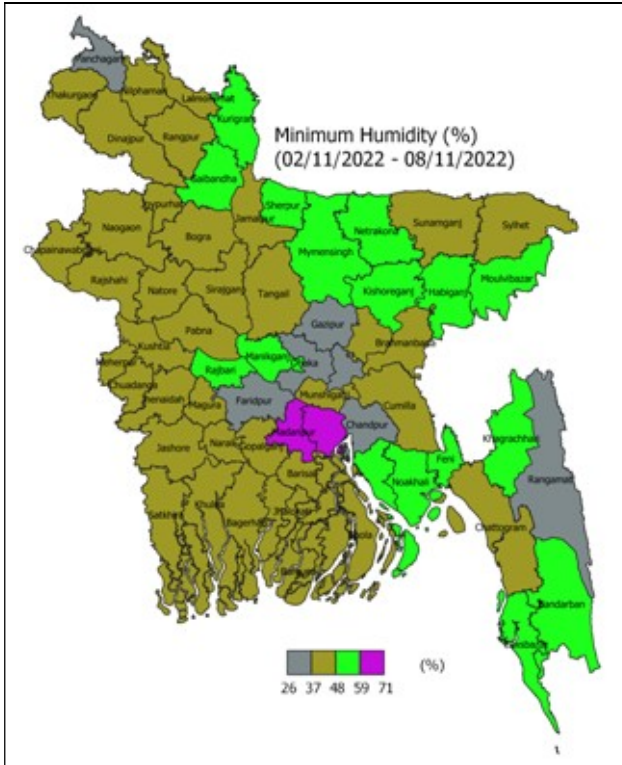 Panchagarh
Thakurgaon
Nilphamari
Lalmonirhat
Kurigram
Dinajpur
Rangpur
Minimum Humidity (%)
(02/11/2022 - 08/11/2022)
Gaibandha
Joypurhat
Jamalpur
Sherpur
Netrakona
Sunamganj
Sylhet
Naogaon
Bogra
Mymensingh
Chapainawabganj
Rajshahi
Natore
Sirajganj
Tangail
Kishoreganj
Habiganj
Moulvibazar
Pabna
Gazipur
Kushtia
Brahmanbaria
Meherpur
Rajbari
Manikganj
Dhaka
Chuadanga
Jhenaidah
Magura
Faridpur
Munshiganj
Cumilla
Madaripur
Chandpur
Khagrachhari
Jashore
Narail
Gopalganj
Feni
Rangamati
Barisal
Noakhali
Satkhira
Khulna
Bagerhat
Jhalokati
Bhola
Chattogram
Barguna
Bandarban
26 37 48 59 71 (%)